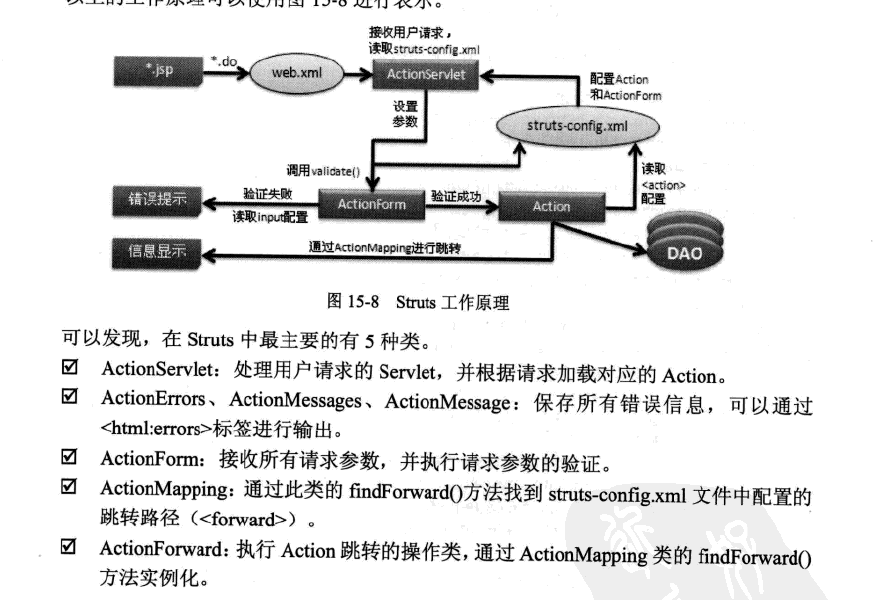 以上的工作原理可以使用图 15-8 进行表示。
接收用户请求，
读取struts-config.xml
*.jsp
*.do
web.xml
ActionServlet
配置Action
和ActionForm
设置
参数
struts-config.xml
调用validate()
读取
<action>
配置
错误提示
验证失败
读取input配置
ActionForm
验证成功
Action
信息显示
通过ActionMapping进行跳转
DAO
图 15-8 Struts 工作原理
可以发现，在 Struts 中最主要的有 5 种类。
☑ ActionServlet：处理用户请求的 Servlet，并根据请求加载对应的 Action。
☑ ActionErrors、ActionMessages、ActionMessage：保存所有错误信息，可以通过
<html:errors>标签进行输出。
☑ ActionForm：接收所有请求参数，并执行请求参数的验证。
☑ ActionMapping：通过此类的 findForward()方法找到 struts-config.xml 文件中配置的
跳转路径（<forward>）。
☑ ActionForward：执行 Action 跳转的操作类，通过 ActionMapping 类的 findForward()
方法实例化。